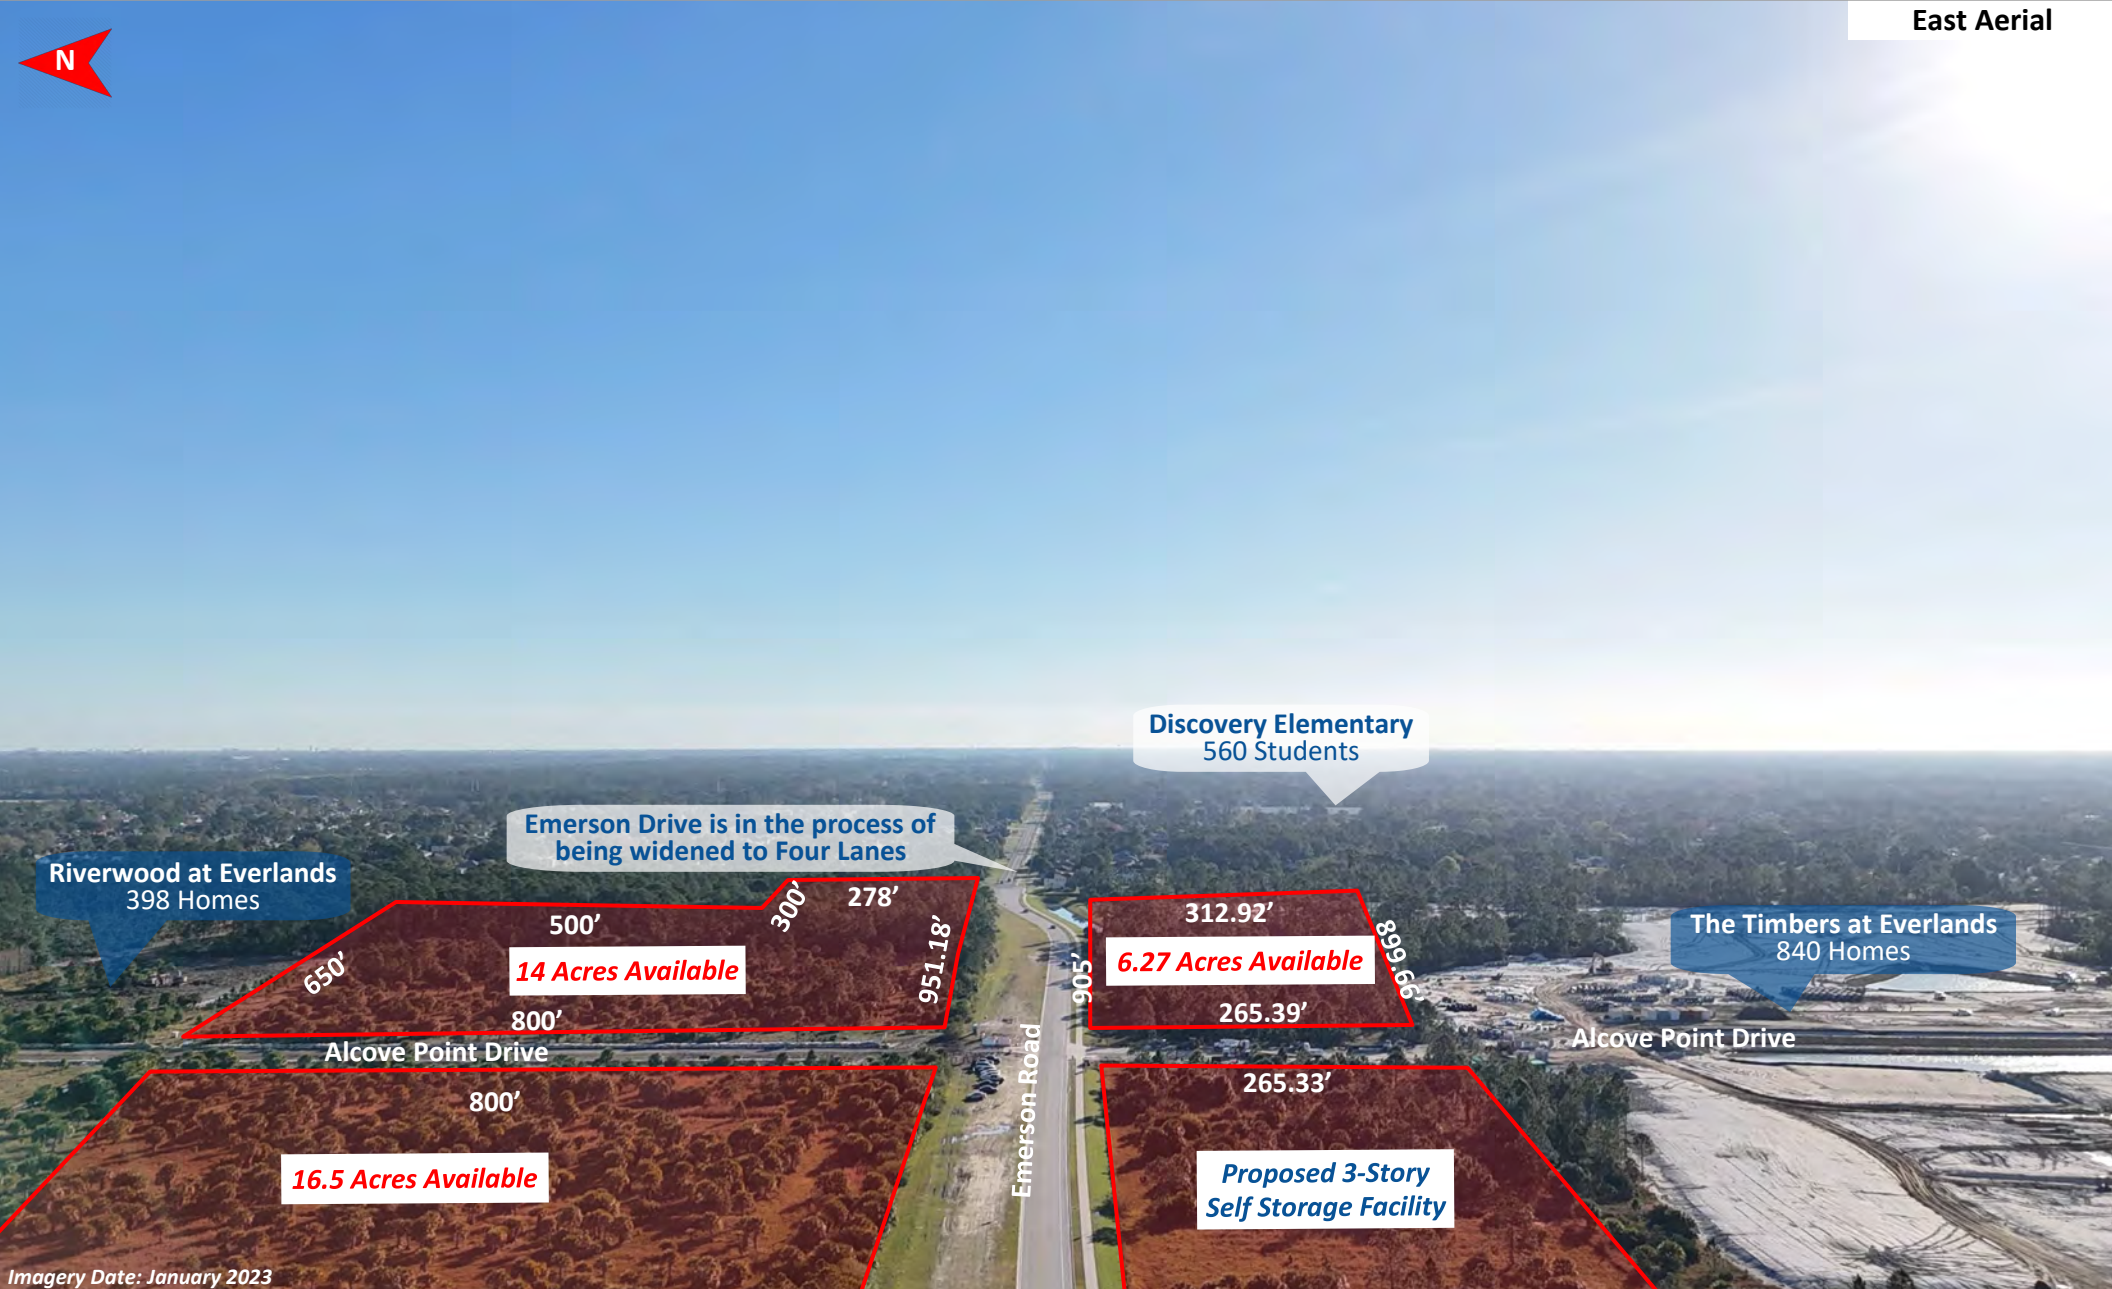 East Aerial
N
Discovery Elementary
560 Students
Emerson Drive is in the process of
being widened to Four Lanes
Riverwood at Everlands
398 Homes
500’
300’
278’
650’
14 Acres Available
951.18’
800’
312.92’
6.27 Acres Available
905’
899.66’
265.39’
The Timbers at Everlands
840 Homes
Alcove Point Drive
Alcove Point Drive
Emerson Road
800’
16.5 Acres Available
265.33’
Proposed 3-Story
Self Storage Facility
Imagery Date: January 2023